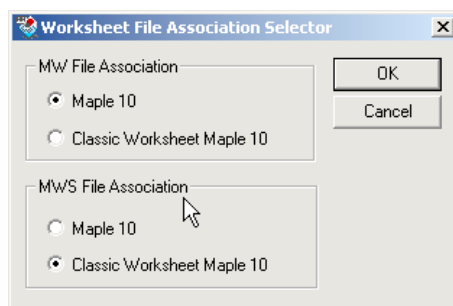 Worksheet File Association Selector
MW File Association
Maple 10
Classic Worksheet Maple 10
OK
Cancel
MWS File Association
Maple 10
Classic Worksheet Maple 10